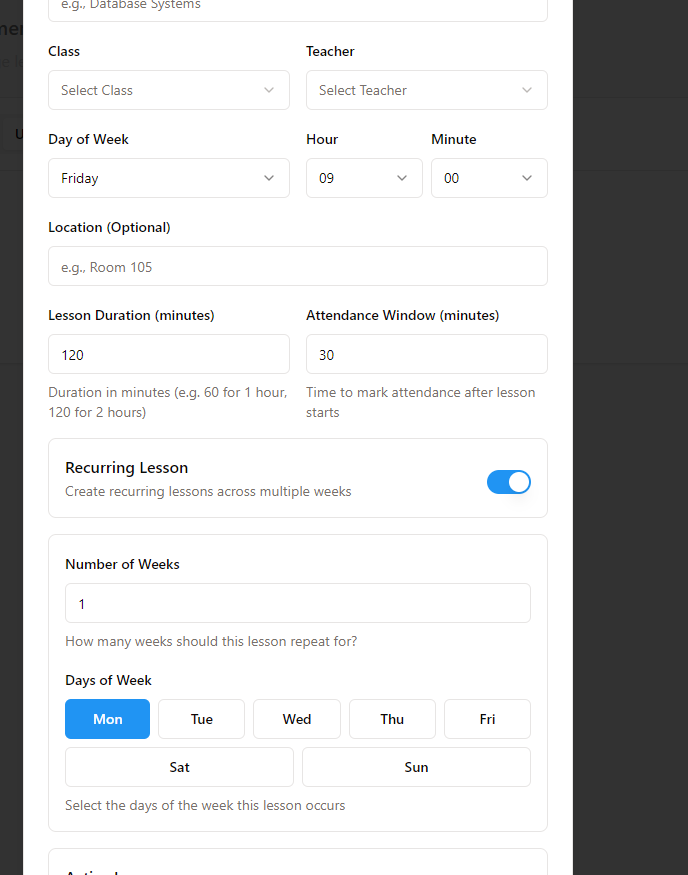 e.g., Database Systems
Class
Teacher
Select Class
Select Teacher
Day of Week
Hour
Minute
Friday
09
00
Location (Optional)
e.g., Room 105
Lesson Duration (minutes)
Attendance Window (minutes)
120
30
Duration in minutes (e.g. 60 for 1 hour,
120 for 2 hours)
Time to mark attendance after lesson
starts
Recurring Lesson
Create recurring lessons across multiple weeks
Number of Weeks
1
How many weeks should this lesson repeat for?
Days of Week
Mon
Tue
Wed
Thu
Fri
Sat
Sun
Select the days of the week this lesson occurs